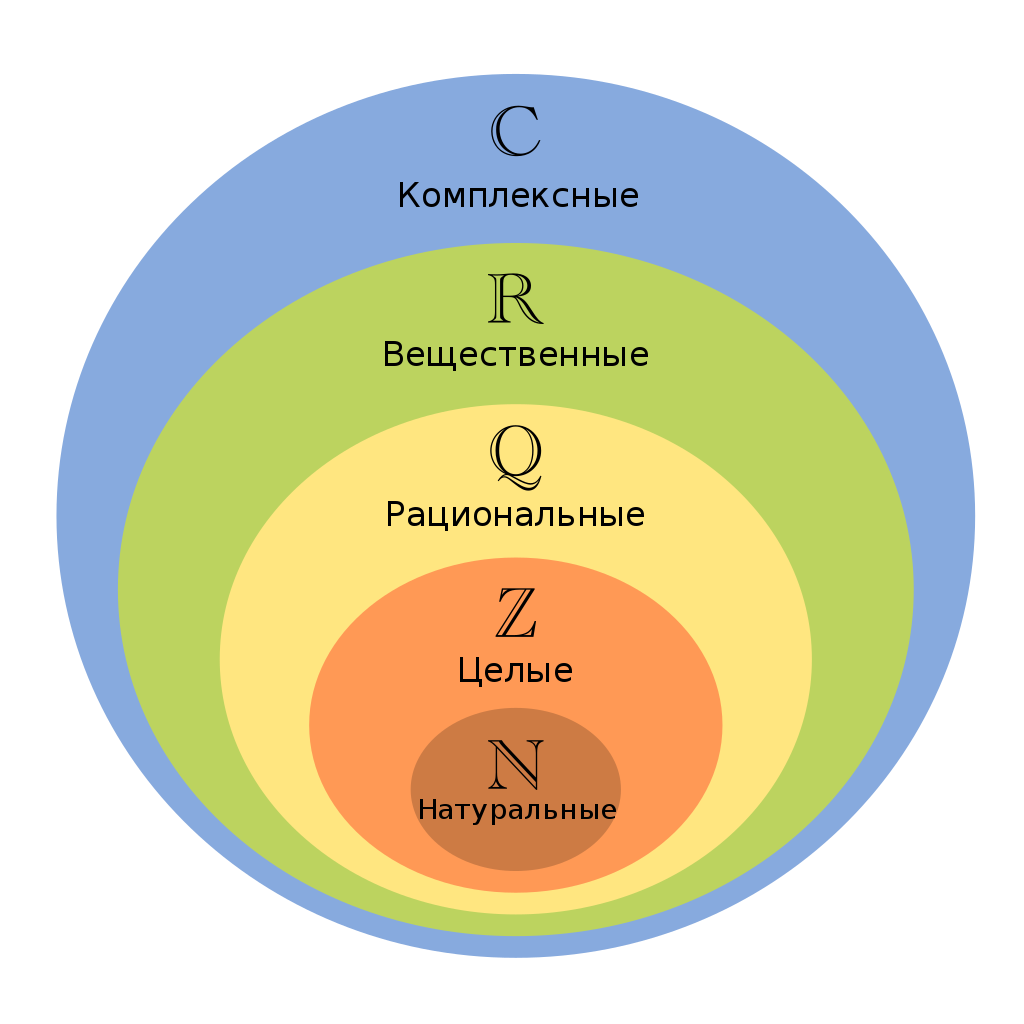 ℂ
Комплексные
ℝ
Вещественные
ℚ
Рациональные
ℤ
Целые
ℕ
Натуральные